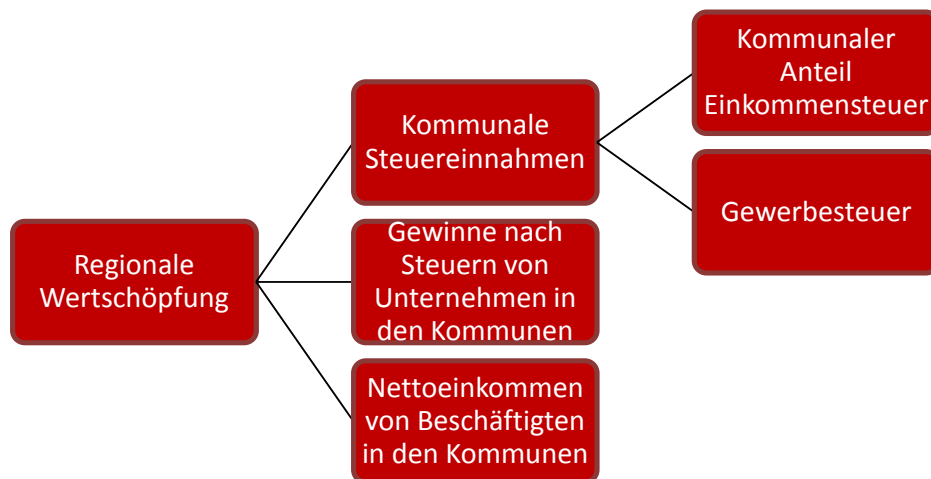 Regionale
Wertschöpfung
Kommunale
Steuereinnahmen
Kommunaler
Anteil
Einkommensteuer
Gewerbesteuer
Gewinne nach
Steuern von
Unternehmen in
den Kommunen
Nettoeinkommen
von Beschäftigten
in den Kommunen